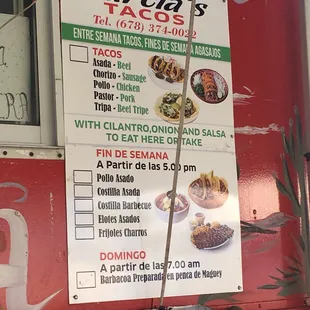 TACOS
Tel. (678) 374-0022
ENTRE SEMANA TACOS, FINES DE SEMANA AGASAJOS
TACOS
Asada - Beef
Chorizo - Sausage
Pollo - Chicken
Pastor - Pork
Tripa - Beef Tripe
WITH CILANTRO,ONION AND SALSA
TO EAT HERE OR TAKE
FIN DE SEMANA
A Partir de las 5.00 pm
Pollo Asado
Costilla Asada
Costilla Barbecue
Elotes Asados
Frijoles Charros
DOMINGO
A partir de las 7.00 am
Barbacoa Preparada en penca de Maguey